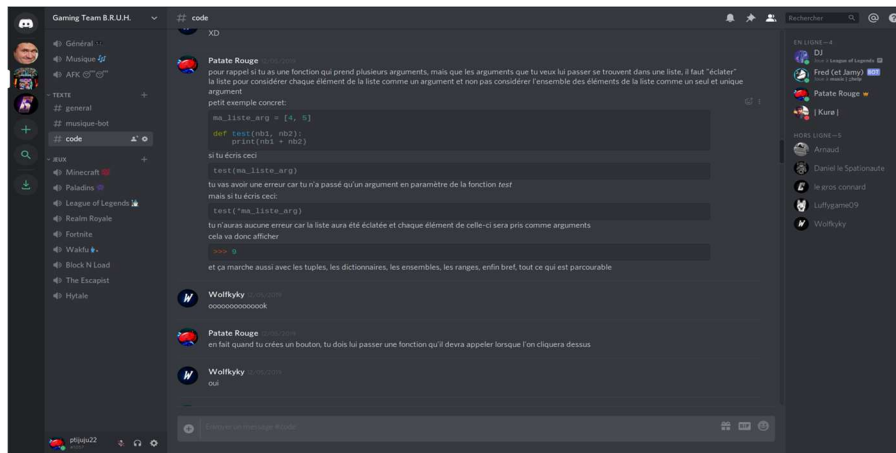 Gaming Team B.R.U.H.
# code
Rechercher
Général
Musique
AFK
TEXTE
# general
# musique-bot
# code
JEUX
Minecraft
Paladins
League of Legends
Realm Royale
Fortnite
Wakfu
Block N Load
The Escapist
Hytale
ptijuju22
XD
Patate Rouge
pour rappel si tu as une fonction qui prend plusieurs arguments, mais que les arguments que tu veux lui passer se trouvent dans une liste, il faut "éclater"
la liste pour considérer chaque élément de la liste comme un argument et non pas considérer l'ensemble des éléments de la liste comme un seul et unique
argument
petit exemple concret:
ma_liste_arg = [4, 5]
def test(nb1, nb2):
print(nb1 + nb2)
si tu écris ceci
test(ma_liste_arg)
tu vas avoir une erreur car tu n'a passé qu'un argument en paramètre de la fonction test
mais si tu écris ceci:
test(*ma_liste_arg)
tu n'auras aucune erreur car la liste aura été éclatée et chaque élément de celle-ci sera pris comme arguments
cela va donc afficher
>>> 9
et ça marche aussi avec les tuples, les dictionnaires, les ensembles, les ranges, enfin bref, tout ce qui est parcourable
Wolfkyky
oooooooooooook
Patate Rouge
en fait quand tu crées un bouton, tu dois lui passer une fonction qu'il devra appeler lorsque l'on cliquera dessus
Wolfkyky
oui
Envoyer un message #code
GIF
EN LIGNE—4
DJ
Joue à League of Legends
Fred (et Jamy) BOT
Patate Rouge
| Kurø |
HORS LIGNE—5
Arnaud
Daniel le Spationaute
le gros connard
Luffygame09
Wolfkyky